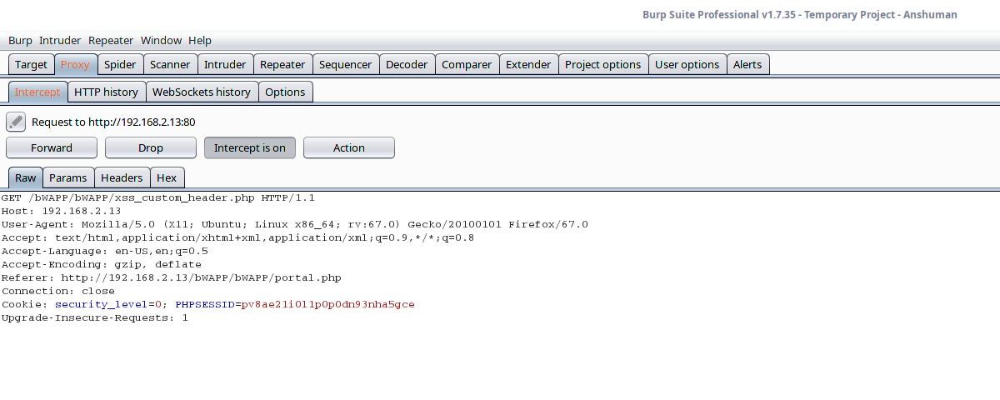 Burp Suite Professional v1.7.35 - Temporary Project - Anshuman
Burp Intruder Repeater Window Help
Target Proxy Spider Scanner Intruder Repeater Sequencer Decoder Comparer Extender Project options User options Alerts
Intercept HTTP history WebSockets history Options
Request to http://192.168.2.13:80
Forward Drop Intercept is on Action
Raw Params Headers Hex
GET /bWAPP/bWAPP/xss_custom_header.php HTTP/1.1
Host: 192.168.2.13
User-Agent: Mozilla/5.0 (X11; Ubuntu; Linux x86_64; rv:67.0) Gecko/20100101 Firefox/67.0
Accept: text/html,application/xhtml+xml,application/xml;q=0.9,*/*;q=0.8
Accept-Language: en-US,en;q=0.5
Accept-Encoding: gzip, deflate
Referer: http://192.168.2.13/bWAPP/bWAPP/portal.php
Connection: close
Cookie: security_level=0; PHPSESSID=pv8ae21i0l1p0p0dn93nha5gce
Upgrade-Insecure-Requests: 1